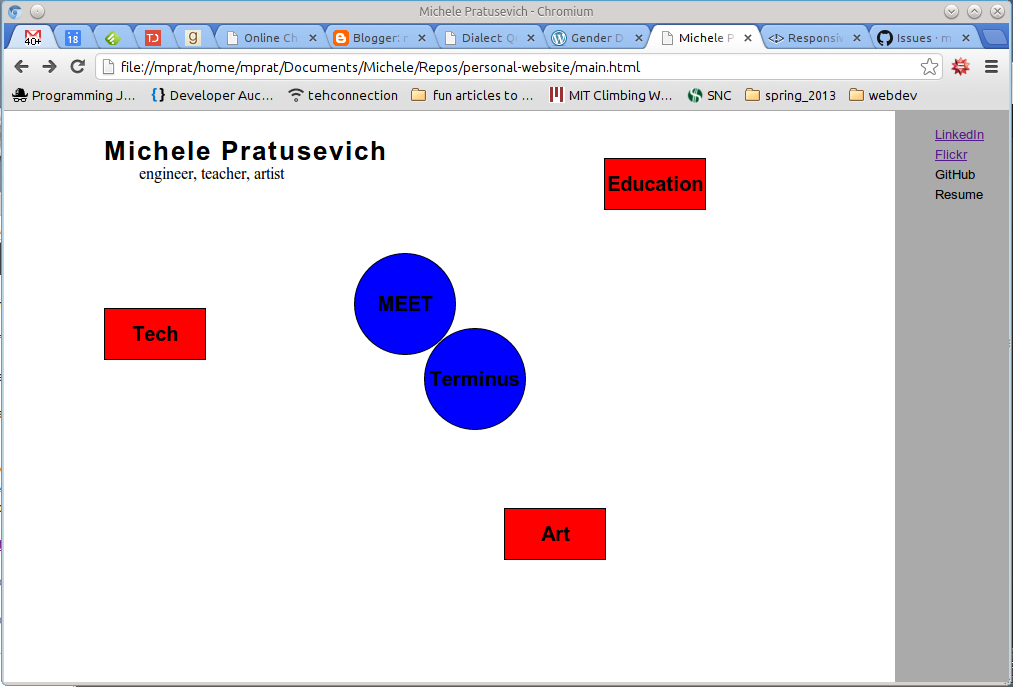 Michele Pratusevich - Chromium
40+
18
TJ
g
Online Ch
Blogger: r
Dialect Q
Gender D
Michele P
Responsiv
Issues · m
file://mprat/home/mprat/Documents/Michele/Repos/personal-website/main.html
Programming J...
{} Developer Auc...
tehconnection
fun articles to ...
MIT Climbing W...
SNC
spring_2013
webdev
Michele Pratusevich
engineer, teacher, artist
LinkedIn
Flickr
GitHub
Resume
Education
MEET
Tech
Terminus
Art